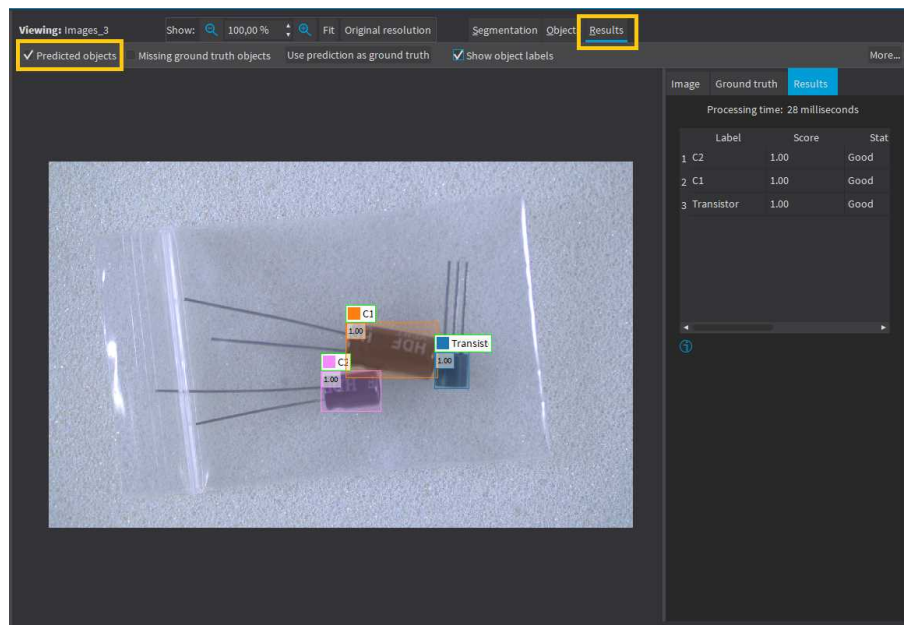 Viewing: Images_3 Show: 100,00 % Fit Original resolution Segmentation Object Results
Predicted objects Missing ground truth objects Use prediction as ground truth Show object labels More...
Image Ground truth Results
Processing time: 28 milliseconds
Label Score Stat
1 C2 1.00 Good
2 C1 1.00 Good
3 Transistor 1.00 Good
C1
1.00
HDH
Transist
1.00
C2
1.00